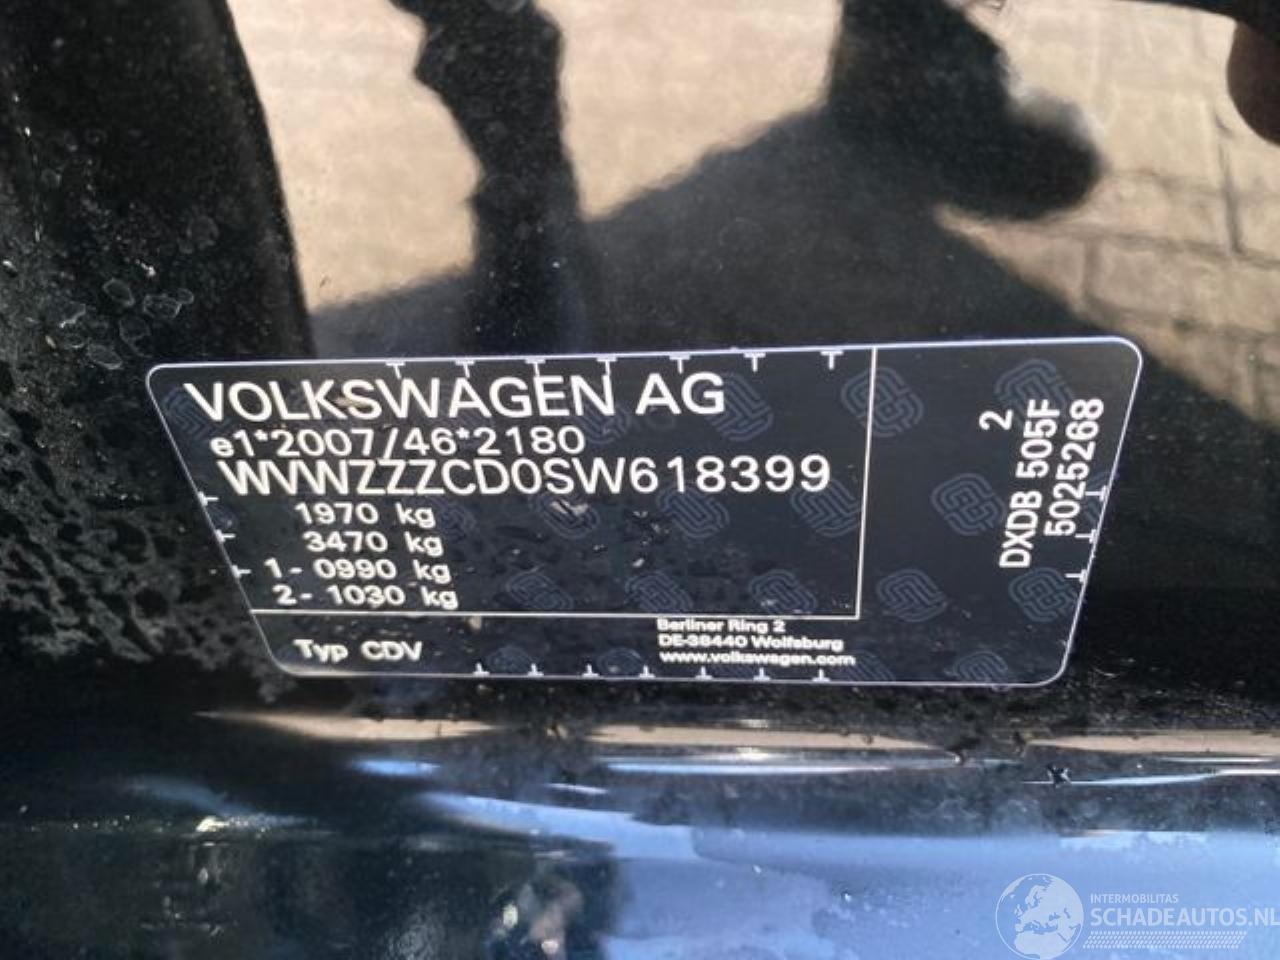 VOLKSWAGEN AG
e1*2007/46*2180
WVWZZZCD0SW618399
1970 kg
3470 kg
1- 0990 kg
2- 1030 kg
Typ CDV
Berliner Ring 2
DE-38440 Wolfsburg
www.volkswagen.com
2
DXDB 505F
5025268
INTERMOBILITAS
SCHADEAUTOS.NL